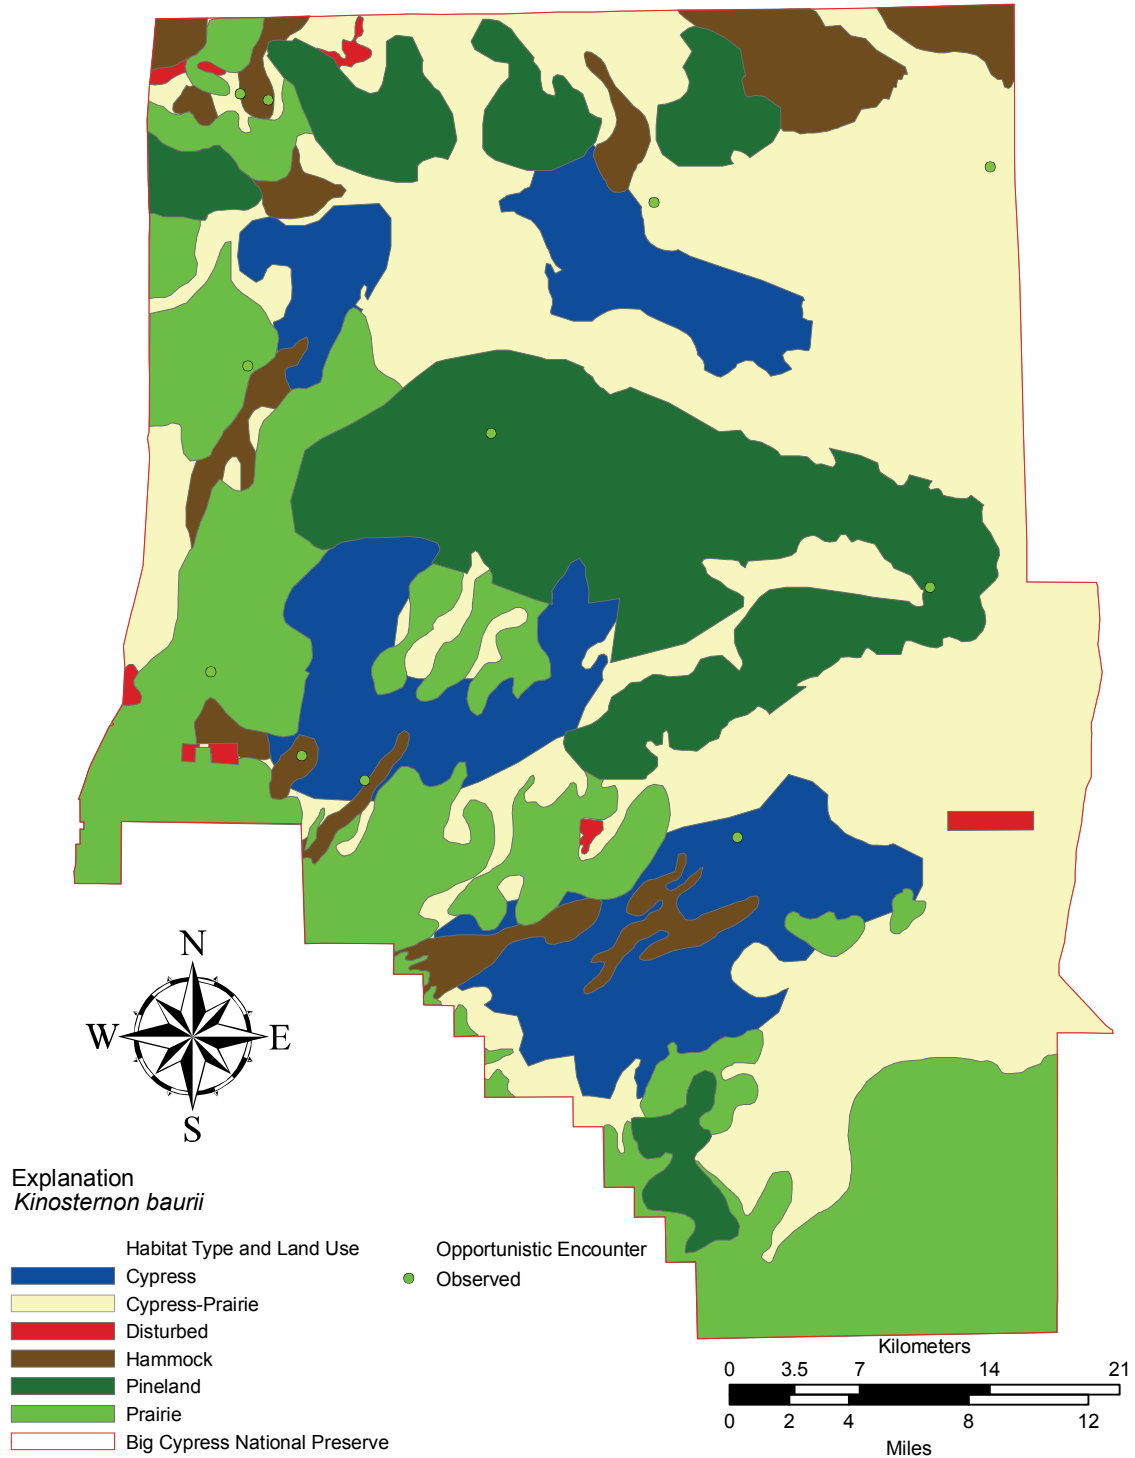 N
W
E
S
Explanation
Kinosternon baurii
Habitat Type and Land Use
Cypress
Cypress-Prairie
Disturbed
Hammock
Pineland
Prairie
Big Cypress National Preserve
Opportunistic Encounter
Observed
Kilometers
0 3.5 7 14 21
0 2 4 8 12
Miles